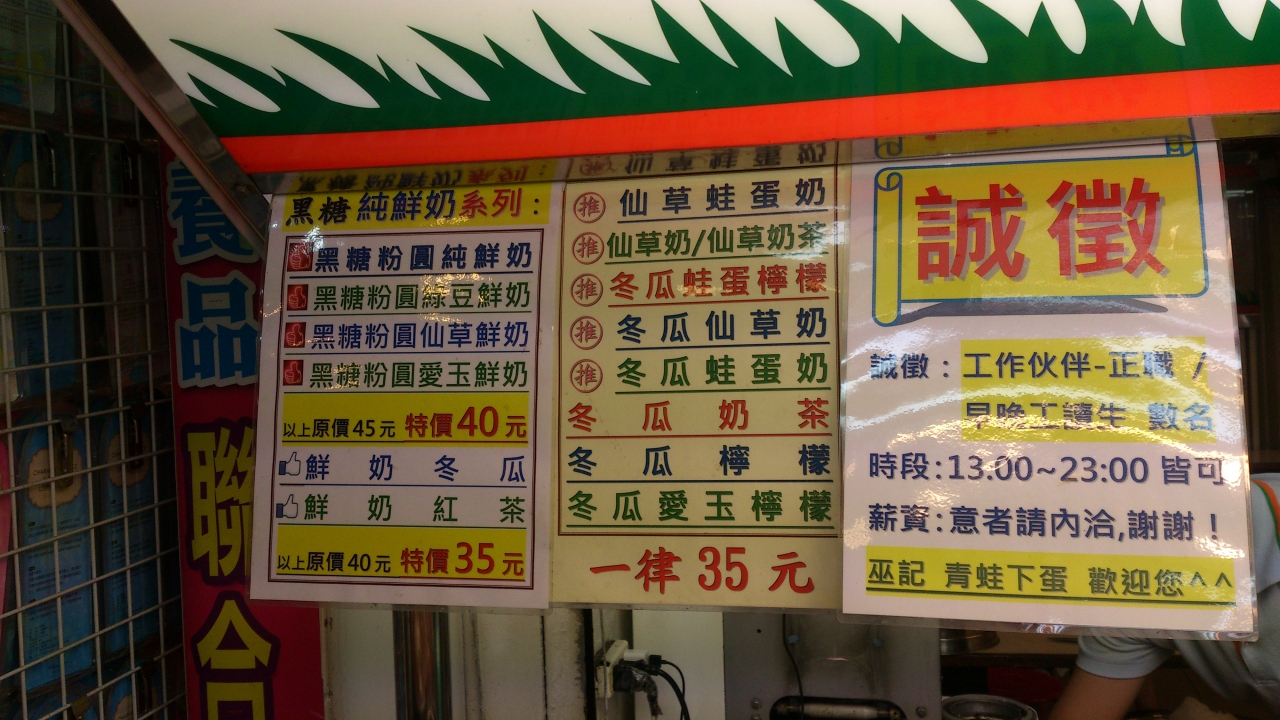 養品聯合
黑糖純鮮奶系列:
黑糖粉圓純鮮奶
黑糖粉圓綠豆鮮奶
黑糖粉圓仙草鮮奶
黑糖粉圓愛玉鮮奶
以上原價45元 特價40元
鮮奶冬瓜
鮮奶紅茶
以上原價40元 特價35元
推 仙草蛙蛋奶
推 仙草奶/仙草奶茶
推 冬瓜蛙蛋檸檬
推 冬瓜仙草奶
推 冬瓜蛙蛋奶
冬瓜奶茶
冬瓜檸檬
冬瓜愛玉檸檬
一律 35 元
誠徵
誠徵:工作伙伴-正職 /
早晚工讀生 數名
時段:13:00~23:00 皆可
薪資:意者請內洽,謝謝!
巫記 青蛙下蛋 歡迎您^^